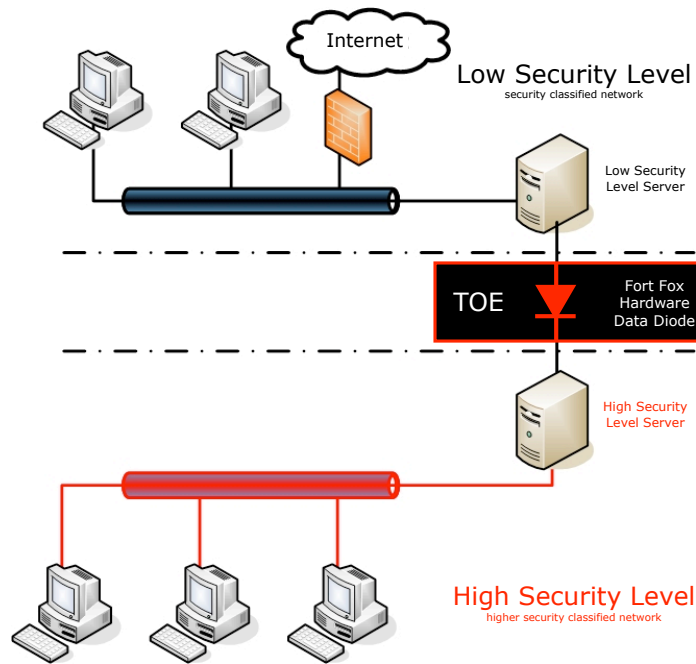 Internet
Low Security Level
security classified network
Low Security
Level Server
TOE
Fort Fox
Hardware
Data Diode
High Security
Level Server
High Security Level
higher security classified network